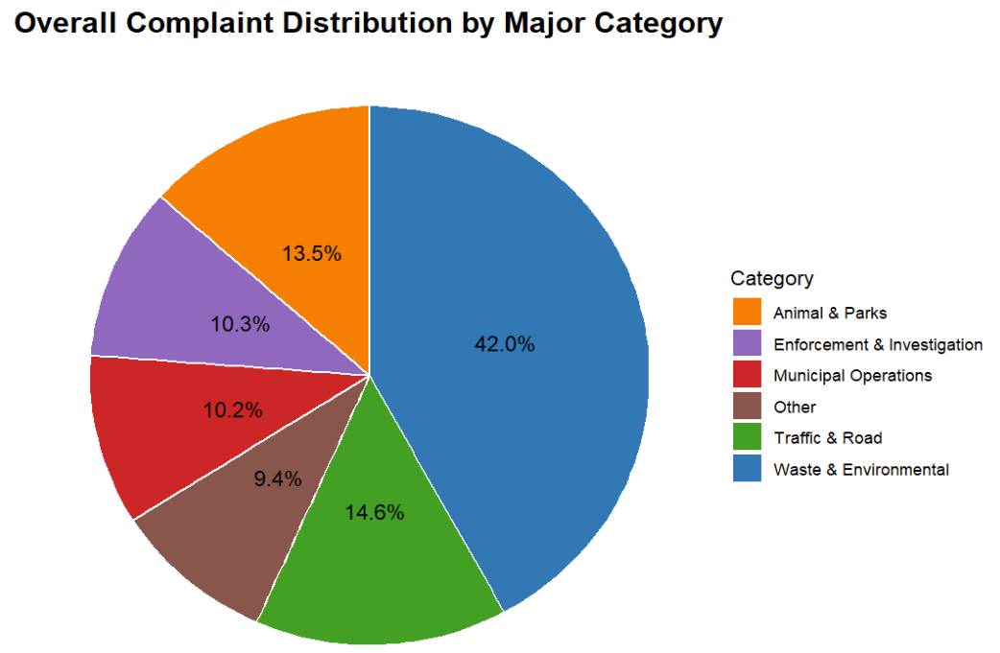 Overall Complaint Distribution by Major Category
13.5%
10.3%
42.0%
10.2%
9.4%
14.6%
Category
Animal & Parks
Enforcement & Investigation
Municipal Operations
Other
Traffic & Road
Waste & Environmental